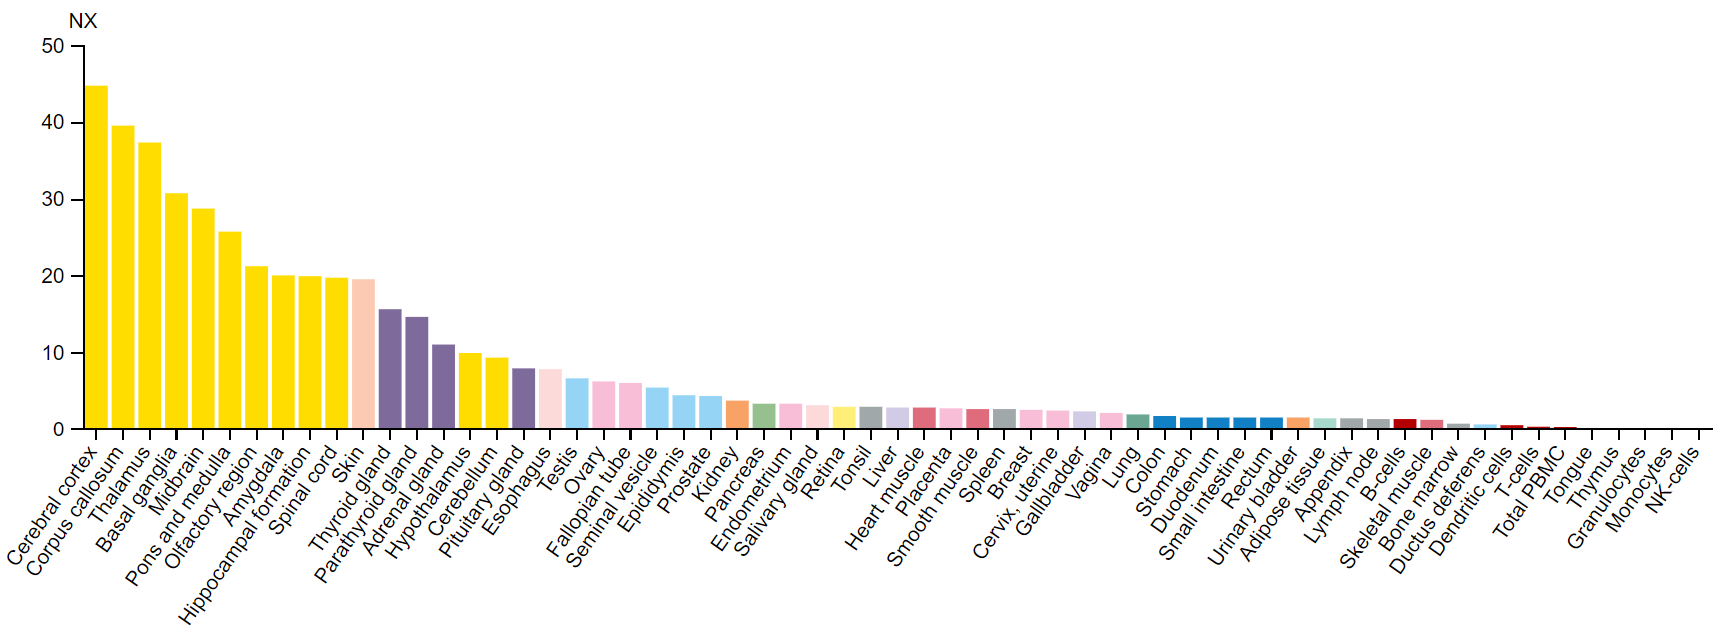 NX
50
40
30
20
10
0
Cerebral cortex
Corpus callosum
Thalamus
Basal ganglia
Midbrain
Pons and medulla
Olfactory region
Amygdala
Hippocampal formation
Spinal cord
Skin
Thyroid gland
Parathyroid gland
Adrenal gland
Hypothalamus
Cerebellum
Pituitary gland
Esophagus
Testis
Ovary
Fallopian tube
Seminal vesicle
Epididymis
Prostate
Kidney
Pancreas
Endometrium
Salivary gland
Retina
Tonsil
Liver
Heart muscle
Placenta
Smooth muscle
Spleen
Breast
Cervix, uterine
Gallbladder
Vagina
Lung
Colon
Stomach
Duodenum
Small intestine
Rectum
Urinary bladder
Adipose tissue
Appendix
Lymph node
B-cells
Skeletal muscle
Bone marrow
Ductus deferens
Dendritic cells
T-cells
Total PBMC
Tongue
Thymus
Granulocytes
Monocytes
NK-cells